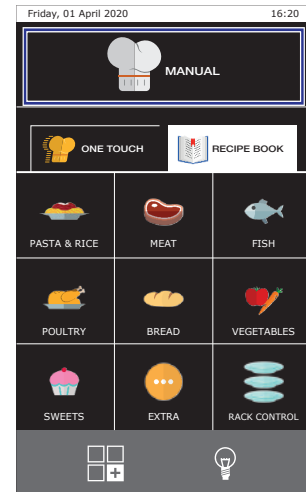 Friday, 01 April 2020 16:20
MANUAL
ONE TOUCH RECIPE BOOK
PASTA & RICE MEAT FISH
POULTRY BREAD VEGETABLES
SWEETS EXTRA RACK CONTROL